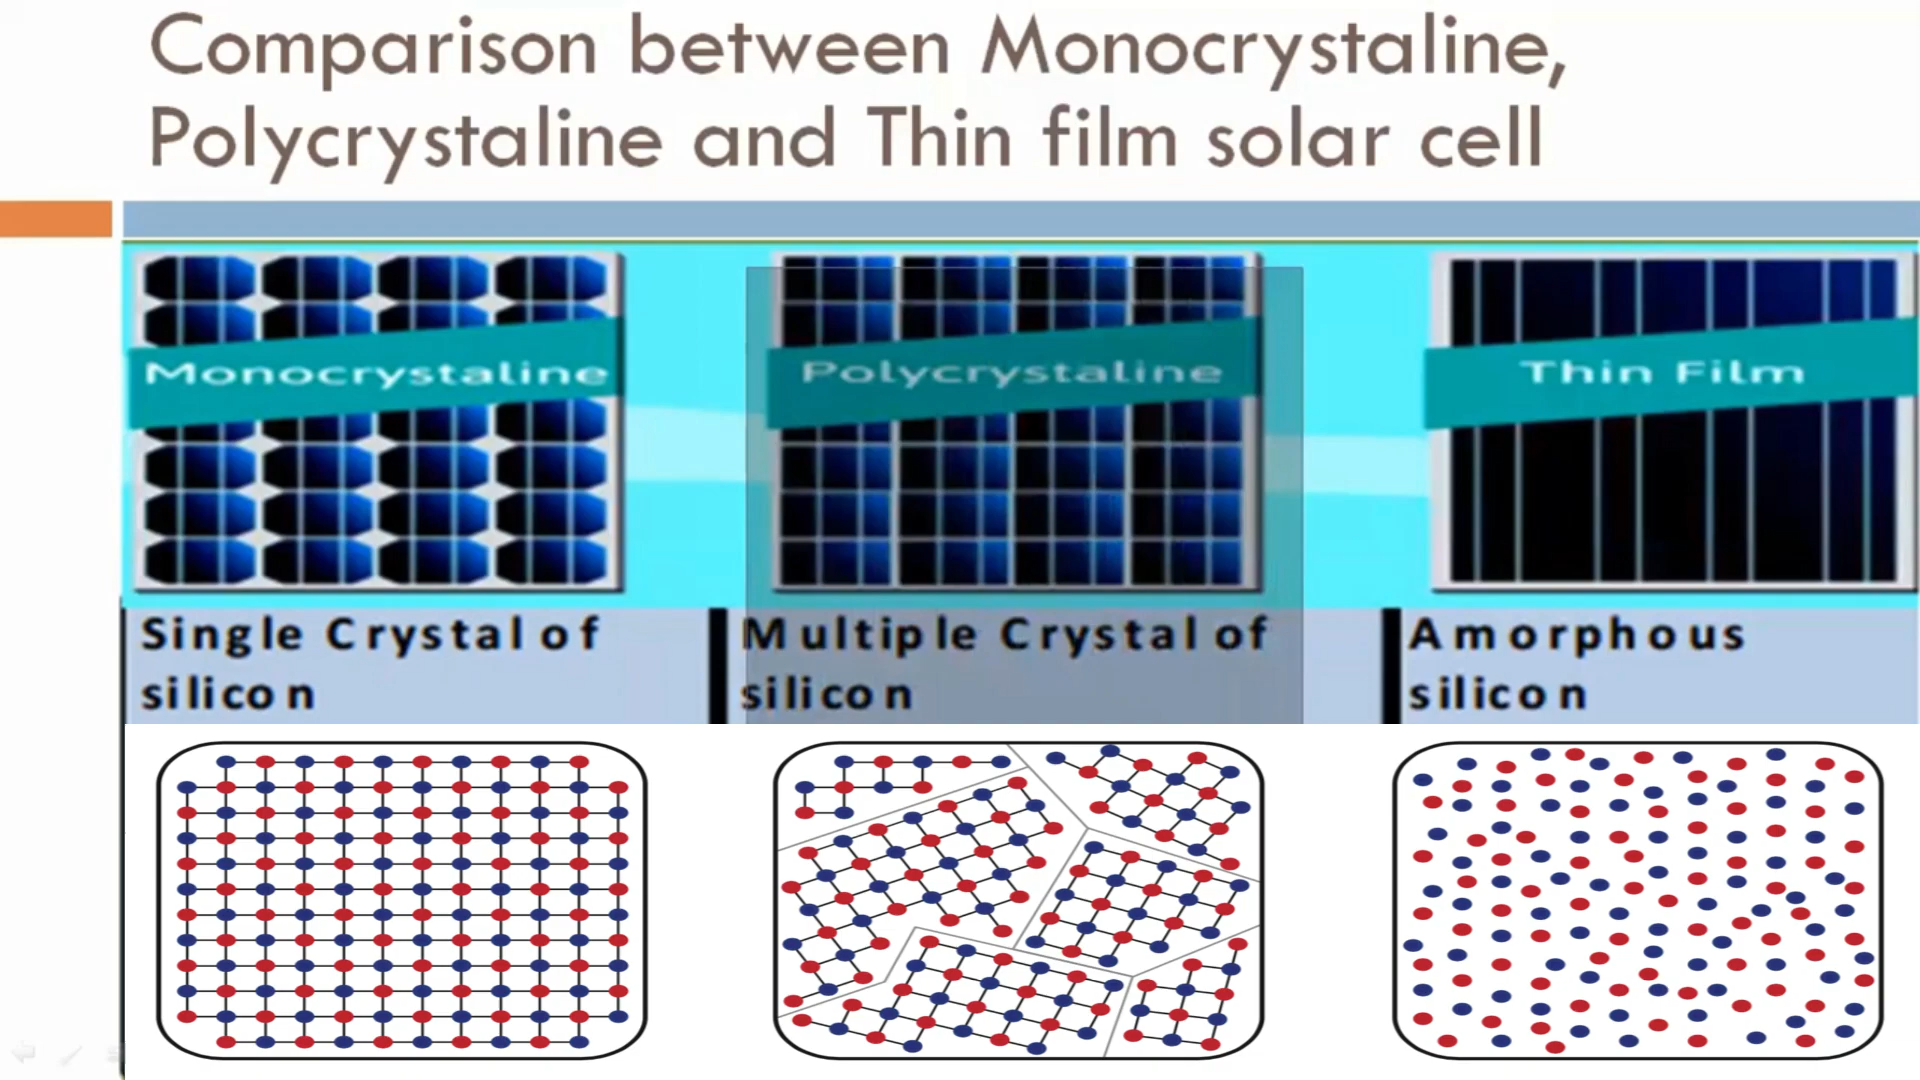 Comparison between Monocrystaline,
Polycrystaline and Thin film solar cell
Monocrystaline
Polycrystaline
Thin Film
Single Crystal of
silicon
Multiple Crystal of
silicon
Amorphous
silicon